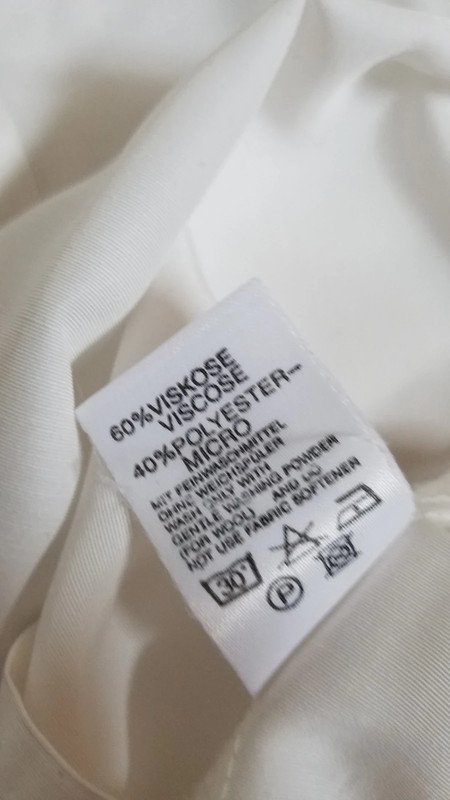 60%VISKOSE
VISCOSE
40%POLYESTER-
MICRO
MIT FEINWASCHMITTEL
OHNE WEICHSPÜLER
WASH ONLY WITH
GENTLE WASHING POWDER
(FOR WOOL) AND DO
NOT USE FABRIC SOFTENER
30°
P